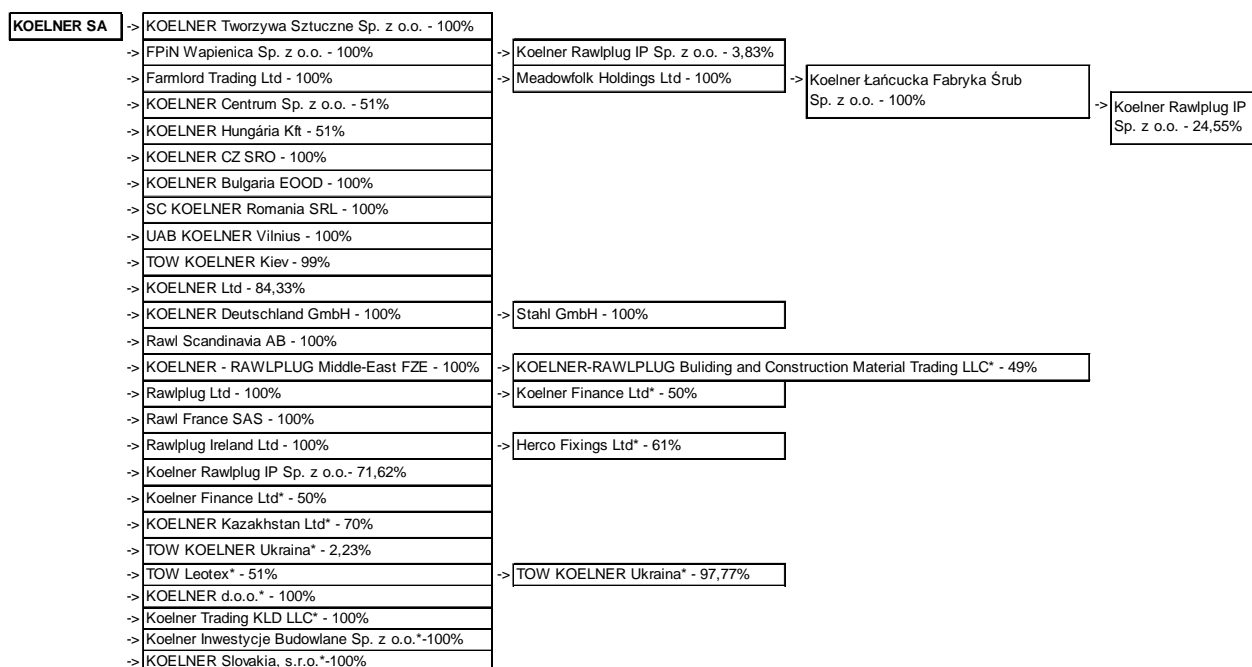 KOELNER SA -> KOELNER Tworzywa Sztuczne Sp. z o.o. - 100%
-> FPiN Wapienica Sp. z o.o. - 100% -> Koelner Rawlplug IP Sp. z o.o. - 3,83%
-> Farmlord Trading Ltd - 100% -> Meadowfolk Holdings Ltd - 100% -> Koelner Łańcucka Fabryka Śrub
Sp. z o.o. - 100%
-> KOELNER Centrum Sp. z o.o. - 51%
-> Koelner Rawlplug IP
Sp. z o.o. - 24,55%
-> KOELNER Hungária Kft - 51%
-> KOELNER CZ SRO - 100%
-> KOELNER Bulgaria EOOD - 100%
-> SC KOELNER Romania SRL - 100%
-> UAB KOELNER Vilnius - 100%
-> TOW KOELNER Kiev - 99%
-> KOELNER Ltd - 84,33%
-> KOELNER Deutschland GmbH - 100% -> Stahl GmbH - 100%
-> Rawl Scandinavia AB - 100%
-> KOELNER - RAWLPLUG Middle-East FZE - 100% -> KOELNER-RAWLPLUG Buliding and Construction Material Trading LLC* - 49%
-> Rawlplug Ltd - 100% -> Koelner Finance Ltd* - 50%
-> Rawl France SAS - 100%
-> Rawlplug Ireland Ltd - 100% -> Herco Fixings Ltd* - 61%
-> Koelner Rawlplug IP Sp. z o.o.- 71,62%
-> Koelner Finance Ltd* - 50%
-> KOELNER Kazakhstan Ltd* - 70%
-> TOW KOELNER Ukraina* - 2,23%
-> TOW Leotex* - 51% -> TOW KOELNER Ukraina* - 97,77%
-> KOELNER d.o.o.* - 100%
-> Koelner Trading KLD LLC* - 100%
-> Koelner Inwestycje Budowlane Sp. z o.o.*-100%
-> KOELNER Slovakia, s.r.o.*-100%